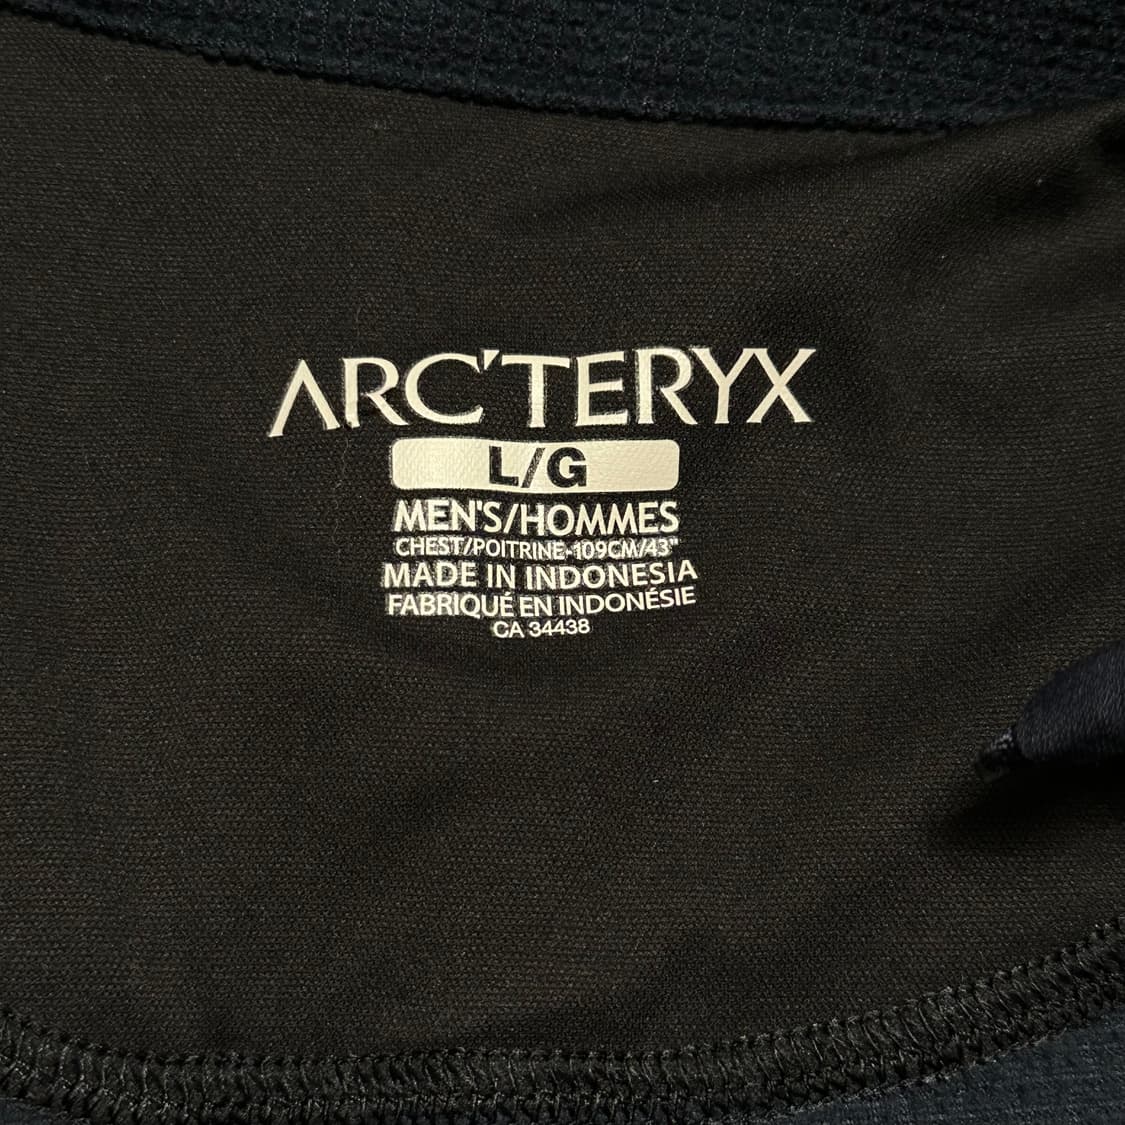 ARC'TERYX
L/G
MEN'S/HOMMES
CHEST/POITRINE-109CM/43"
MADE IN INDONESIA
FABRIQUÉ EN INDONÉSIE
CA 34438